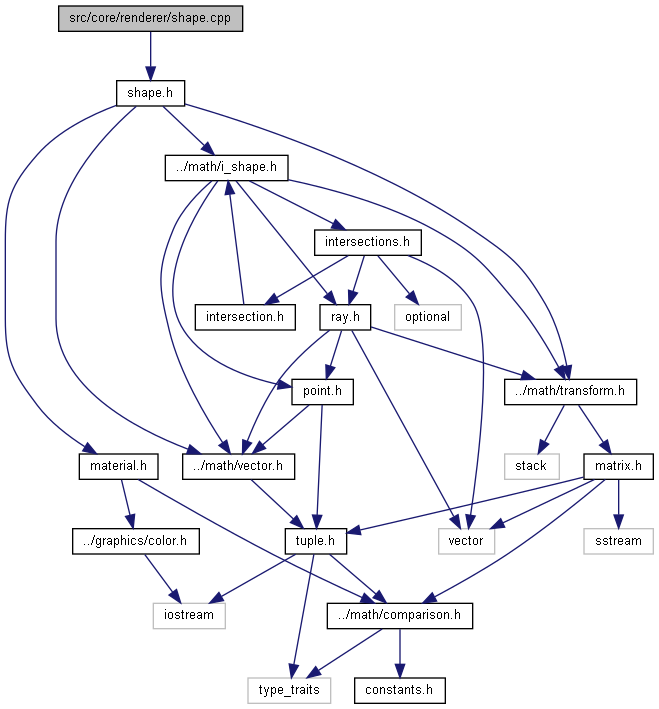 src/core/renderer/shape.cpp
shape.h
../math/i_shape.h
intersections.h
intersection.h
ray.h
optional
point.h
../math/transform.h
material.h
../math/vector.h
stack
matrix.h
../graphics/color.h
tuple.h
vector
sstream
iostream
../math/comparison.h
type_traits
constants.h